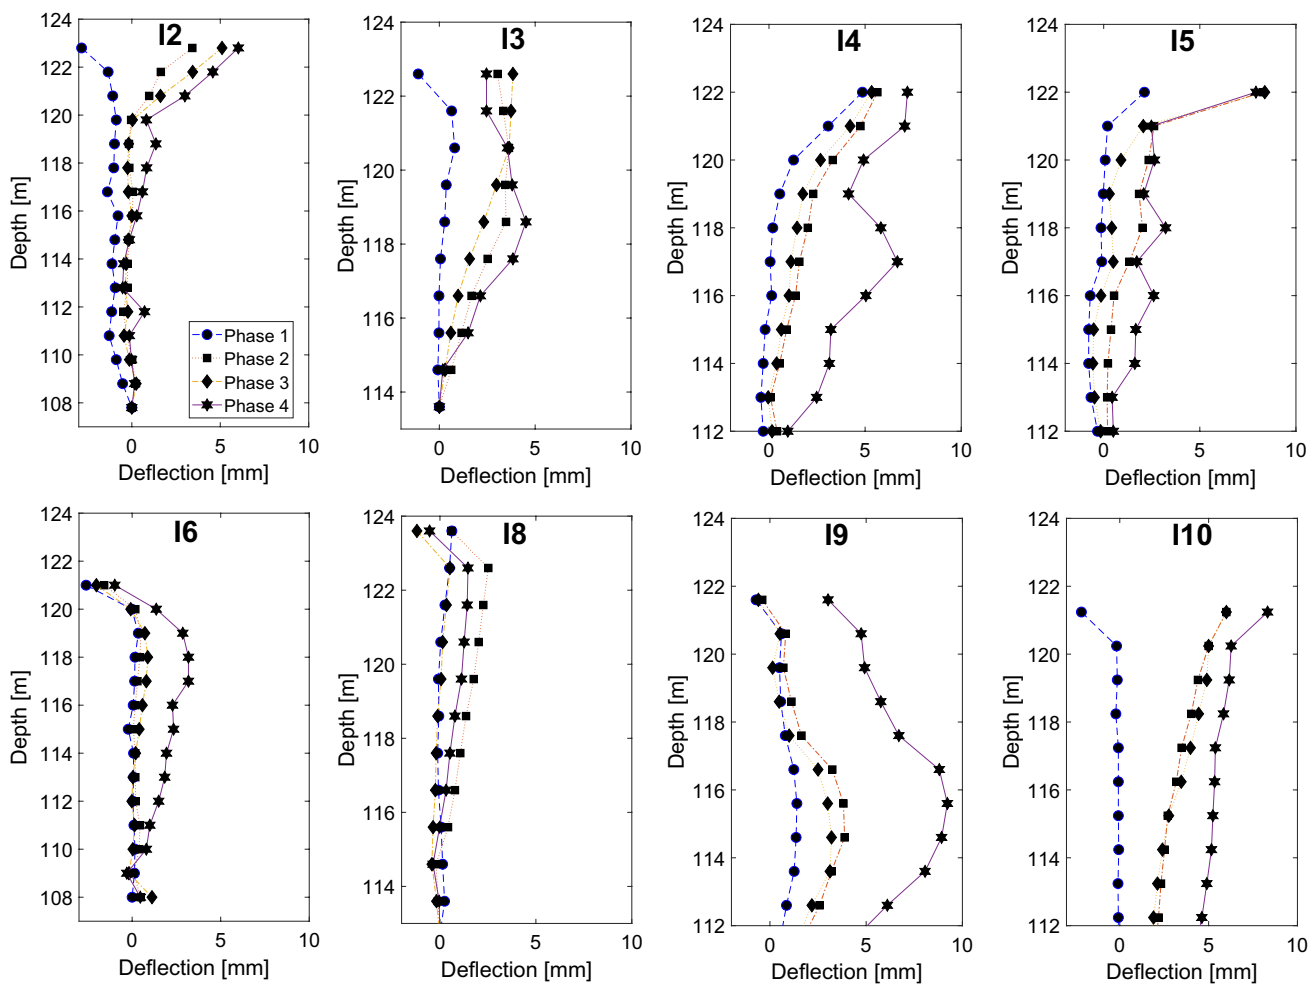 I2
124
122
120
118
116
114
112
110
108
Depth [m]
0
5
10
Deflection [mm]
Phase 1
Phase 2
Phase 3
Phase 4
I3
124
122
120
118
116
114
Depth [m]
0
5
10
Deflection [mm]
I4
124
122
120
118
116
114
112
Depth [m]
0
5
10
Deflection [mm]
I5
124
122
120
118
116
114
112
Depth [m]
0
5
10
Deflection [mm]
I6
124
122
120
118
116
114
112
110
108
Depth [m]
0
5
10
Deflection [mm]
I8
124
122
120
118
116
114
Depth [m]
0
5
10
Deflection [mm]
I9
124
122
120
118
116
114
112
Depth [m]
0
5
10
Deflection [mm]
I10
124
122
120
118
116
114
112
Depth [m]
0
5
10
Deflection [mm]